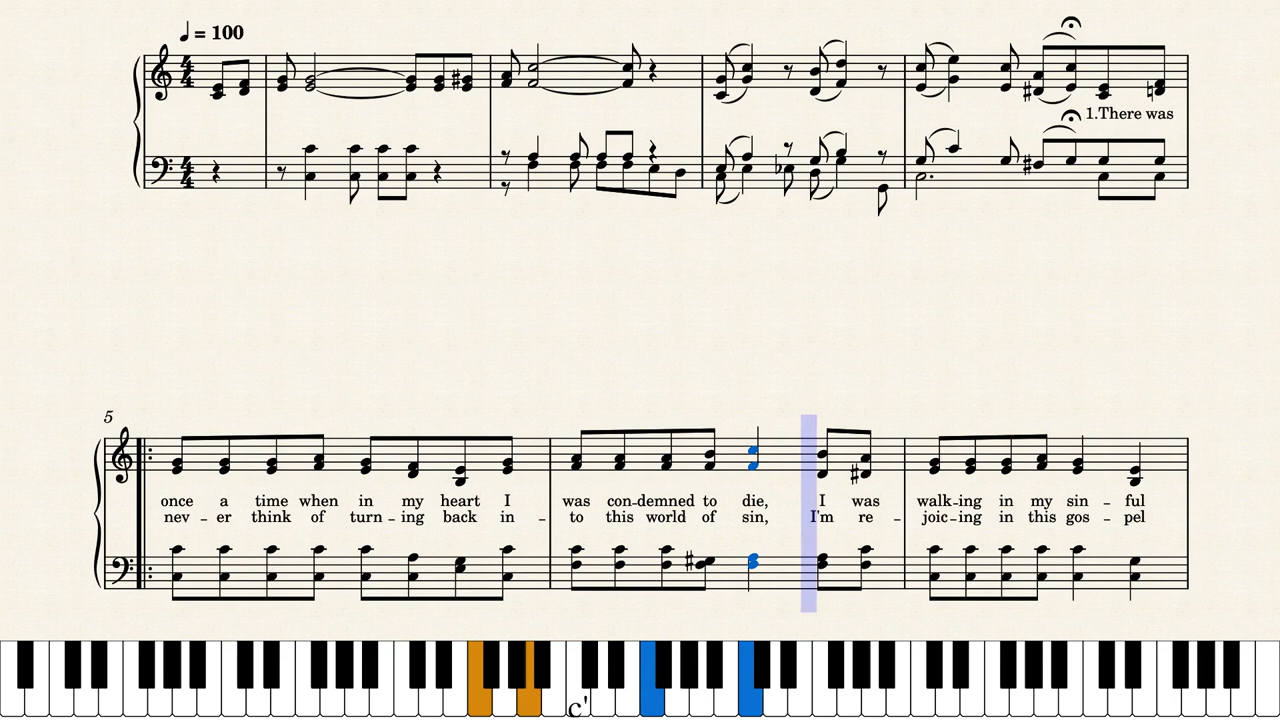 ♩ = 100
1.There was
5
once a time when in my heart I was con-demned to die, I was walk-ing in my sin - ful
nev - er think of turn - ing back in - to this world of sin, I'm re - joic-ing in this gos - pel
c'